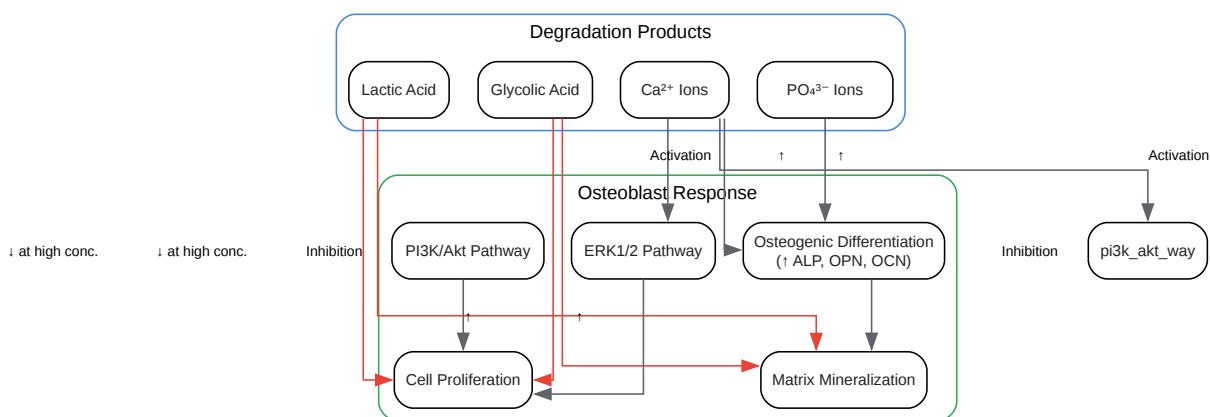 Degradation Products
Lactic Acid
Glycolic Acid
Ca²⁺ Ions
PO₄³⁻ Ions
Activation
↑
↑
Activation
Osteoblast Response
↓ at high conc.
↓ at high conc.
Inhibition
PI3K/Akt Pathway
ERK1/2 Pathway
Osteogenic Differentiation
(↑ ALP, OPN, OCN)
Inhibition
pi3k_akt_way
↑
↑
Cell Proliferation
Matrix Mineralization